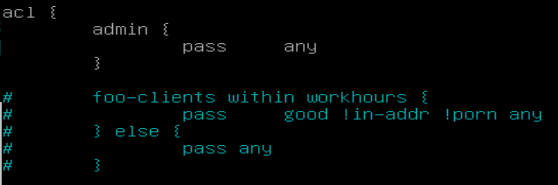 acl {
        admin {
                pass     any
        }

#       foo-clients within workhours {
#               pass     good !in-addr !porn any
#       } else {
#               pass any
#       }